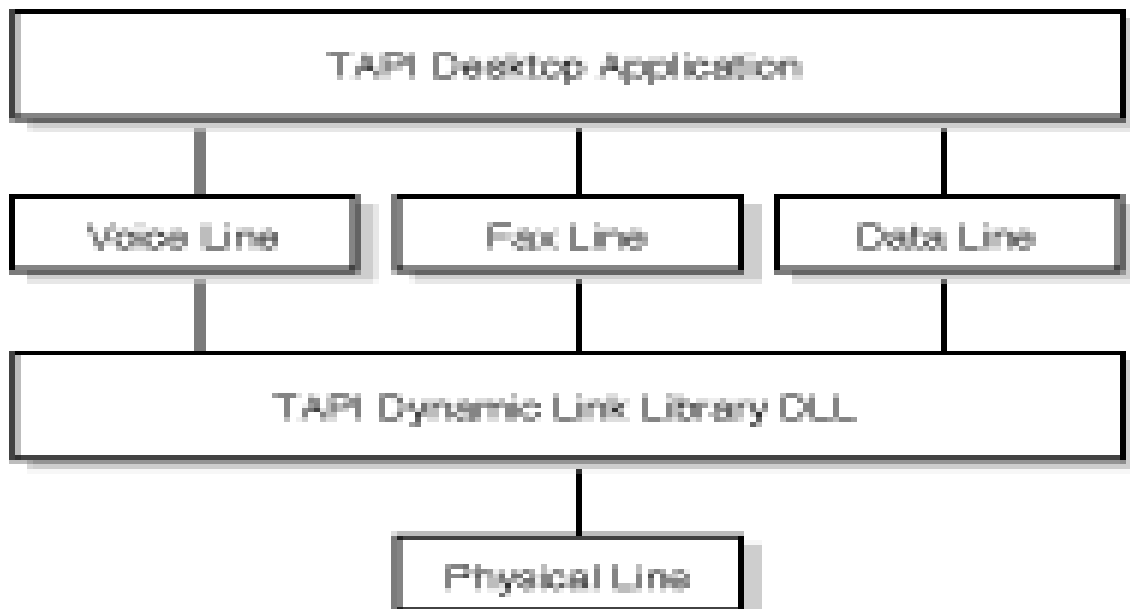 TAPI Desktop Application
Voice Line
Fax Line
Data Line
TAPI Dynamic Link Library DLL
Physical Line